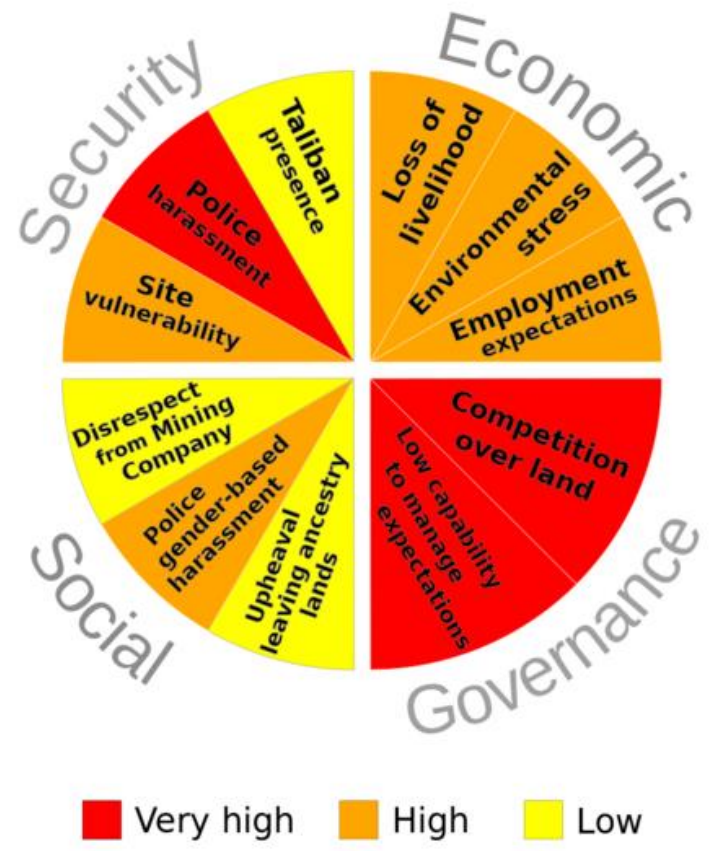 Security
Economic
Taliban
presence
Police
harassment
Site
vulnerability
Loss of
livelihood
Environmental
stress
Employment
expectations
Disrespect
from Mining
Company
Police
gender-based
harassment
Upheaval
leaving ancestry
lands
Competition
over land
Low capability
to manage
expectations
Social
Governance
Very high
High
Low